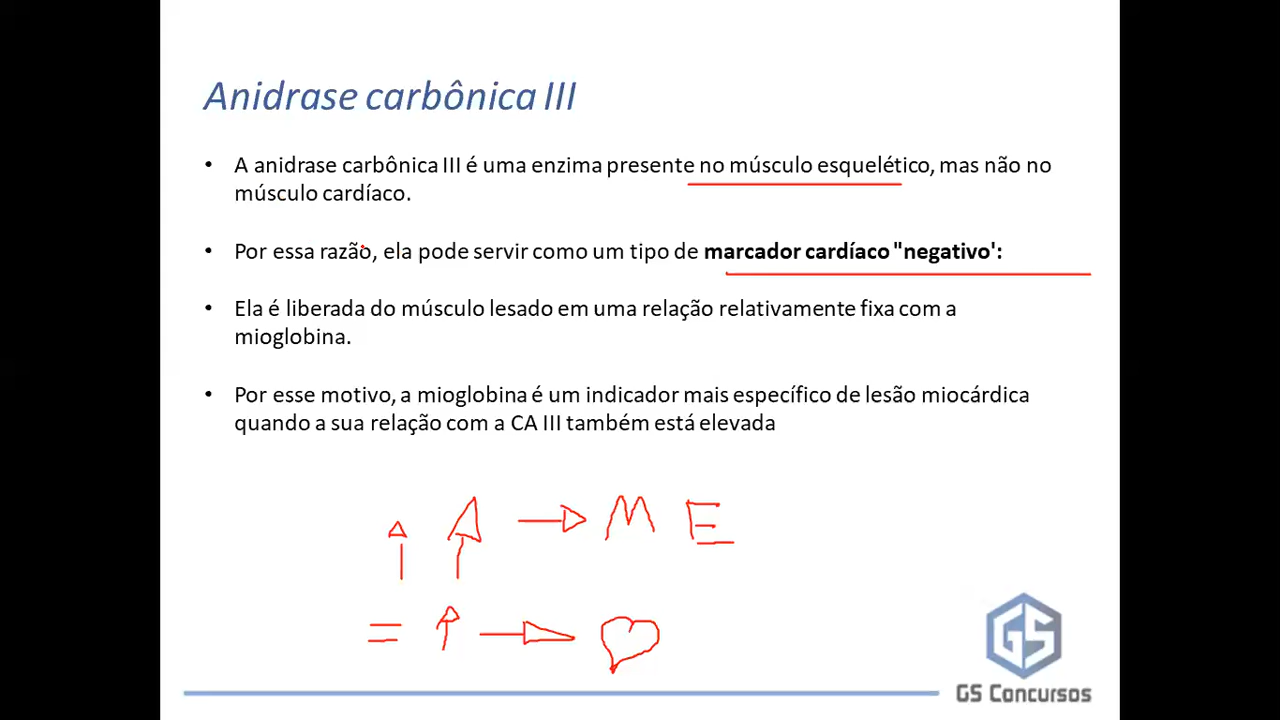 Anidrase carbônica III
• A anidrase carbônica III é uma enzima presente no músculo esquelético, mas não no
músculo cardíaco.
• Por essa razão, ela pode servir como um tipo de marcador cardíaco "negativo':
• Ela é liberada do músculo lesado em uma relação relativamente fixa com a
mioglobina.
• Por esse motivo, a mioglobina é um indicador mais específico de lesão miocárdica
quando a sua relação com a CA III também está elevada
↑ ↑ → M E
= ↑ → ♡
GS
GS Concursos